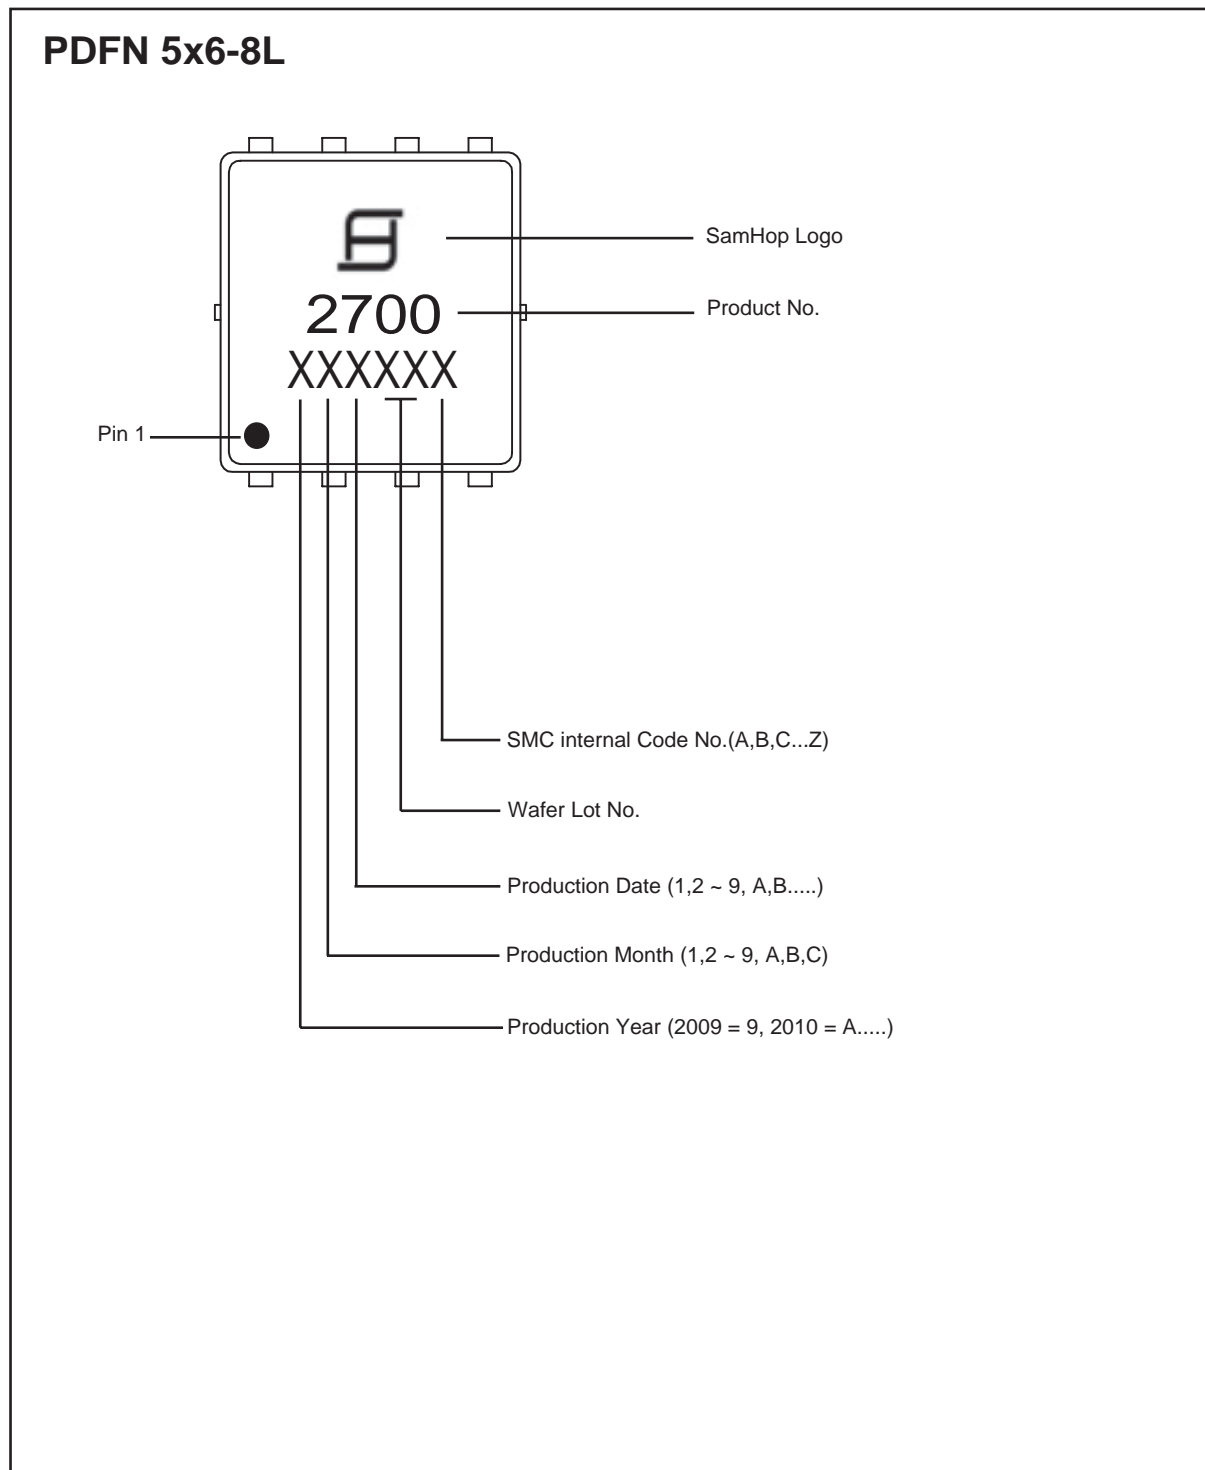 PDFN 5x6-8L
SamHop Logo
2700
Product No.
XXXXXX
Pin 1
SMC internal Code No.(A,B,C...Z)
Wafer Lot No.
Production Date (1,2 ~ 9, A,B.....)
Production Month (1,2 ~ 9, A,B,C)
Production Year (2009 = 9, 2010 = A.....)